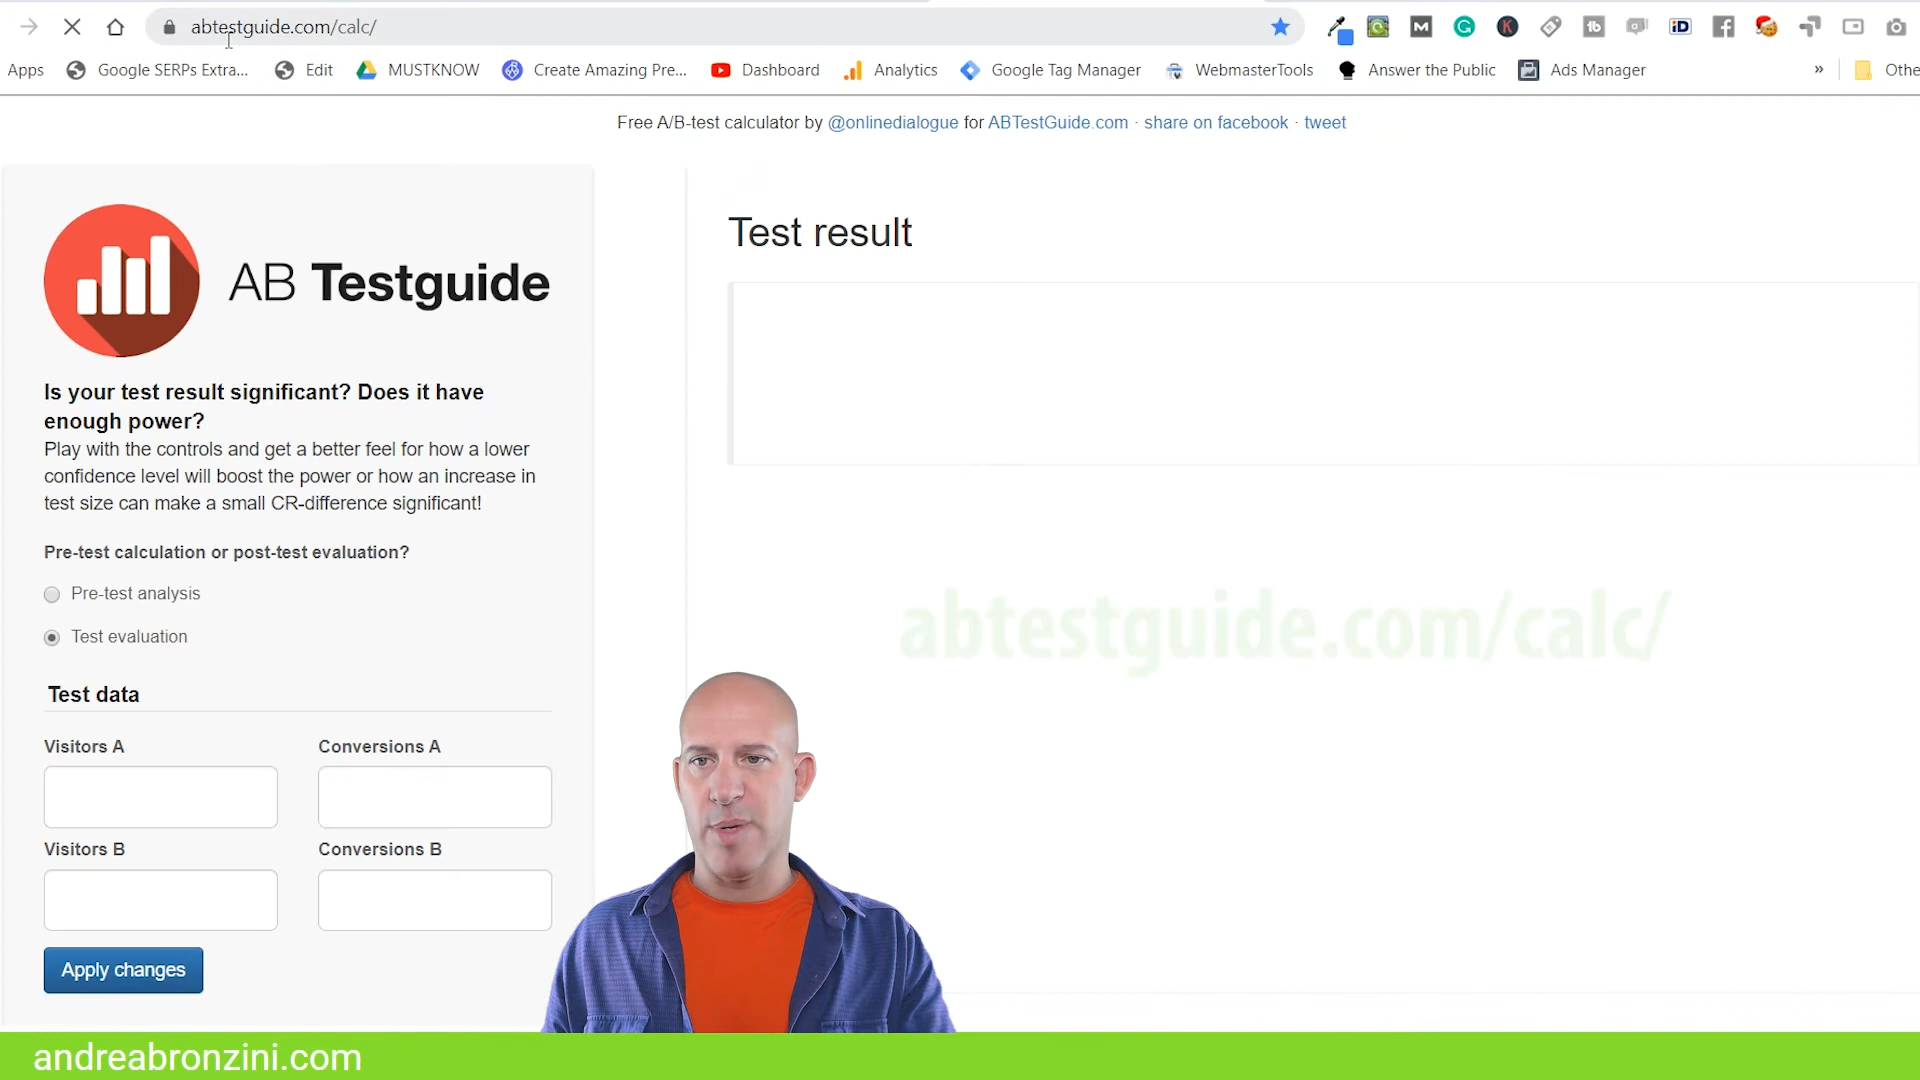 abtestguide.com/calc/
Apps Google SERPs Extra... Edit MUSTKNOW Create Amazing Pre... Dashboard Analytics Google Tag Manager WebmasterTools Answer the Public Ads Manager » Othe
Free A/B-test calculator by @onlinedialogue for ABTestGuide.com · share on facebook · tweet
AB Testguide
Is your test result significant? Does it have
enough power?
Play with the controls and get a better feel for how a lower
confidence level will boost the power or how an increase in
test size can make a small CR-difference significant!
Pre-test calculation or post-test evaluation?
Pre-test analysis
Test evaluation
Test data
Visitors A Conversions A
Visitors B Conversions B
Apply changes
Test result
abtestguide.com/calc/
andreabronzini.com